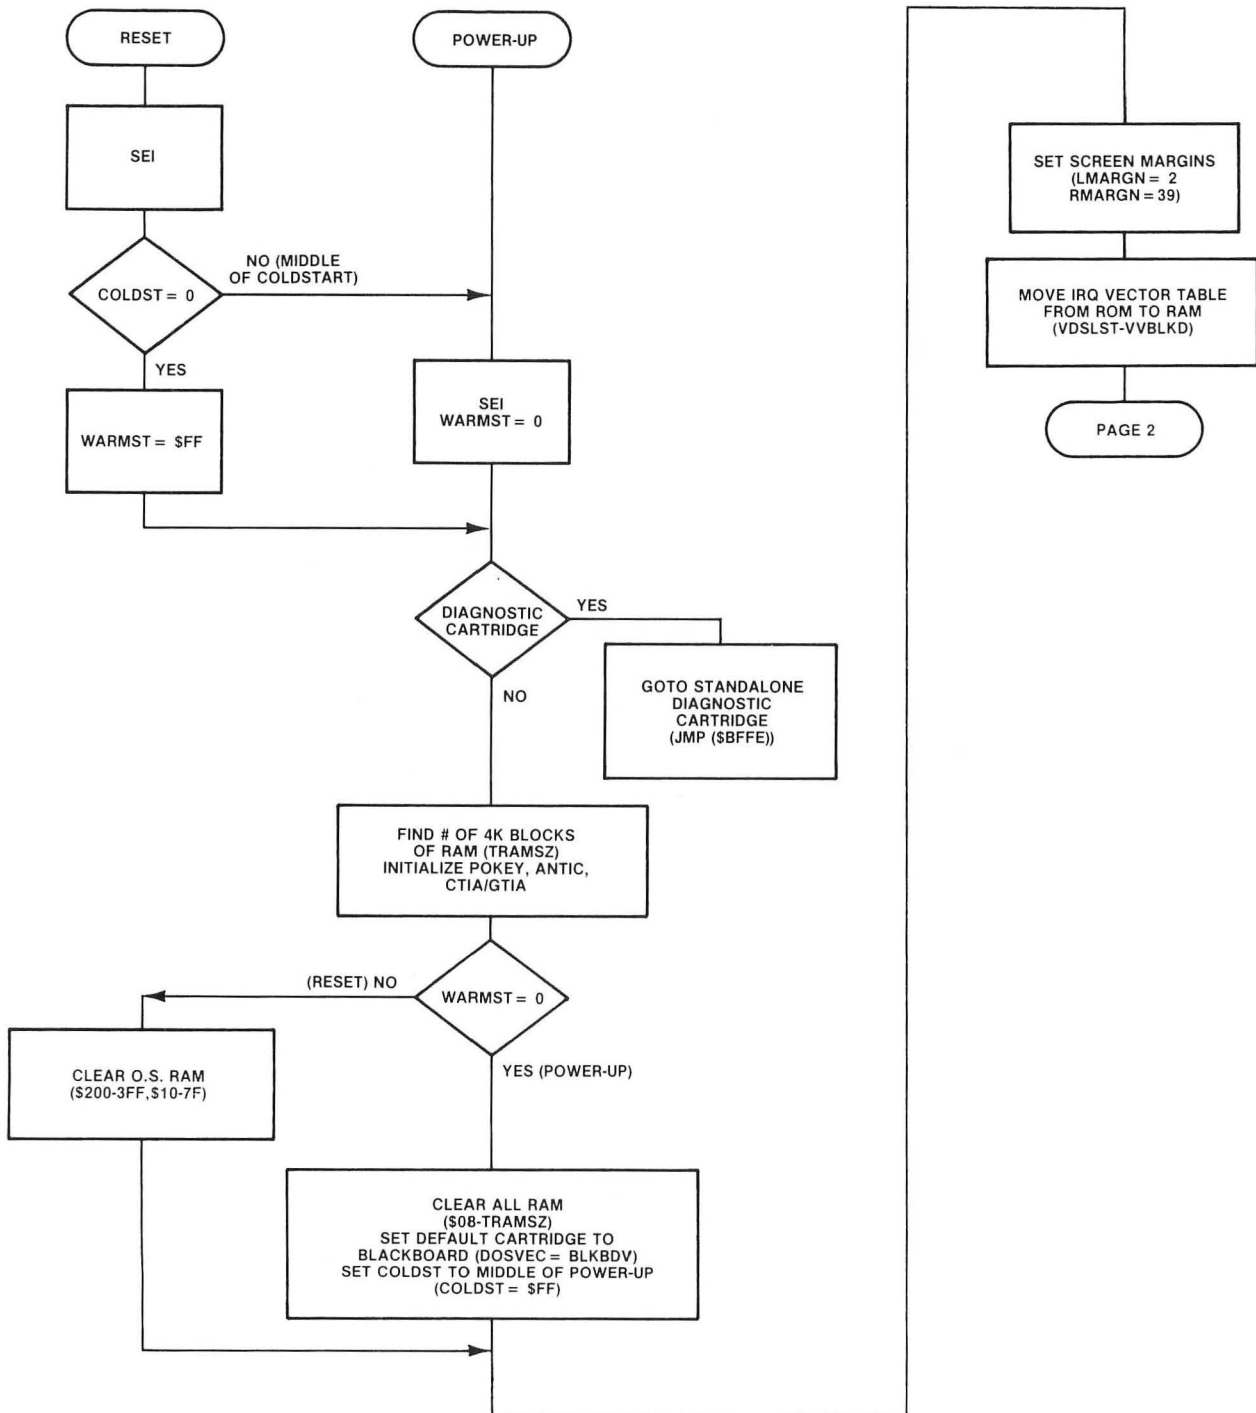 RESET
SEI
COLDST = 0
NO (MIDDLE
OF COLDSTART)
YES
WARMST = $FF
POWER-UP
SEI
WARMST = 0
DIAGNOSTIC
CARTRIDGE
YES
GOTO STANDALONE
DIAGNOSTIC
CARTRIDGE
(JMP ($BFFE))
NO
FIND # OF 4K BLOCKS
OF RAM (TRAMSZ)
INITIALIZE POKEY, ANTIC,
CTIA/GTIA
WARMST = 0
(RESET) NO
CLEAR O.S. RAM
($200-3FF,$10-7F)
YES (POWER-UP)
CLEAR ALL RAM
($08-TRAMSZ)
SET DEFAULT CARTRIDGE TO
BLACKBOARD (DOSVEC = BLKBDV)
SET COLDST TO MIDDLE OF POWER-UP
(COLDST = $FF)
SET SCREEN MARGINS
(LMARGN = 2
RMARGN = 39)
MOVE IRQ VECTOR TABLE
FROM ROM TO RAM
(VDSLST-VVBLKD)
PAGE 2